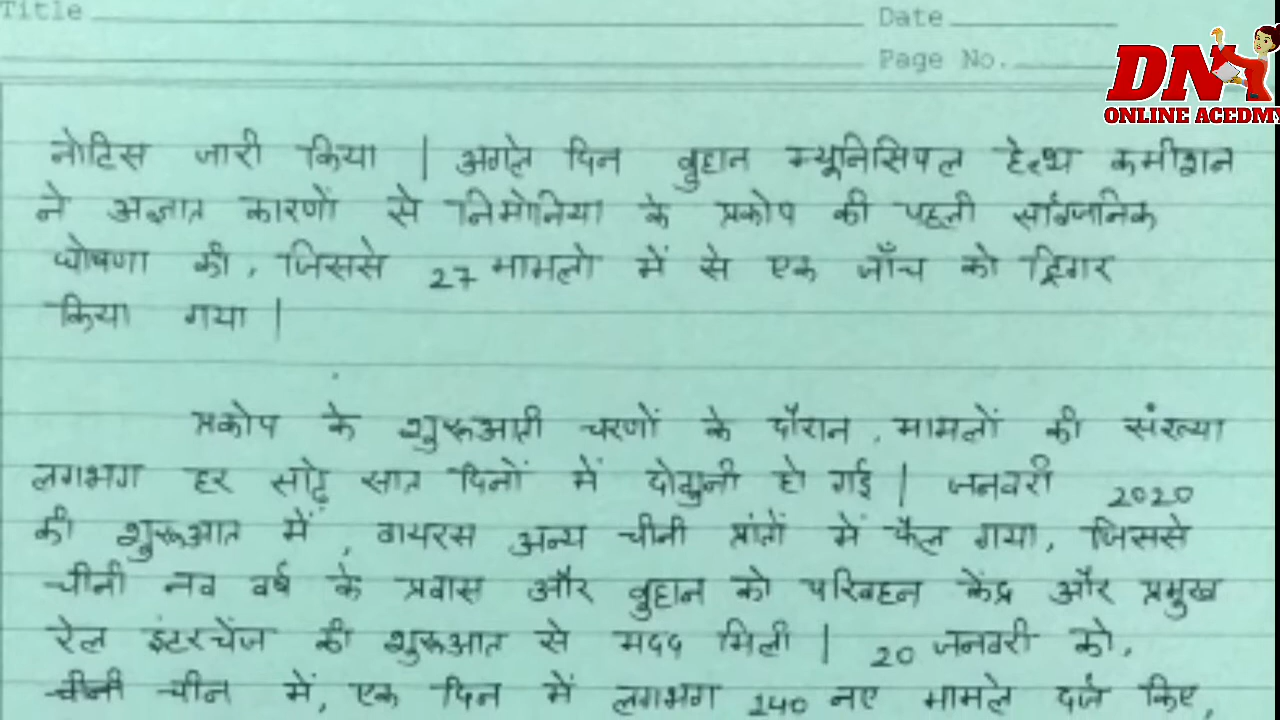 Title
Date
Page No.
DNA
ONLINE ACEDMY
नोटिस जारी किया | अगले दिन वुहान म्यूनिसिपल हेल्थ कमीशन
ने अज्ञात कारणों से निमोनिया के प्रकोप की पहली सार्वजनिक
घोषणा की, जिससे 27 मामलो में से एक जाँच को ट्रिगर
किया गया |
प्रकोप के शुरूआती चरणों के दौरान, मामलों की संख्या
लगभग हर साढ़े सात दिनों में दोगुनी हो गई | जनवरी 2020
की शुरूआत में, वायरस अन्य चीनी प्रांतों में फैल गया, जिससे
चीनी नव वर्ष के प्रवास और वुहान को परिवहन केंद्र और प्रमुख
रेल इंटरचेंज की शुरूआत से मदद मिली | 20 जनवरी को,
चीन में, एक दिन में लगभग 140 नए मामले दर्ज किए,